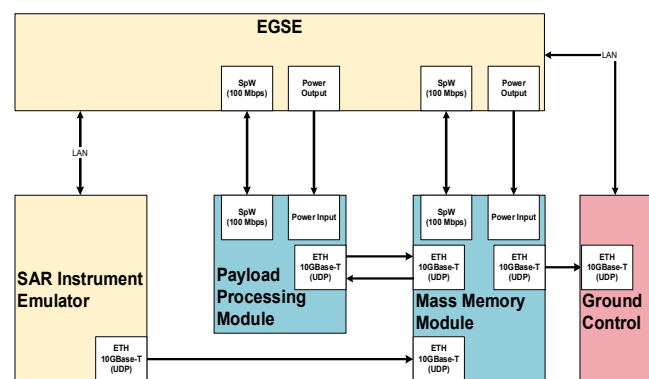 EGSE
SpW
(100 Mbps)
Power
Output
SpW
(100 Mbps)
Power
Output
LAN
LAN
SpW
(100 Mbps)
Power Input
SpW
(100 Mbps)
Power Input
SAR Instrument
Emulator
Payload
Processing
Module
ETH
10GBase-T
(UDP)
ETH
10GBase-T
(UDP)
Mass Memory
Module
ETH
10GBase-T
(UDP)
ETH
10GBase-T
(UDP)
Ground
Control
ETH
10GBase-T
(UDP)
ETH
10GBase-T
(UDP)